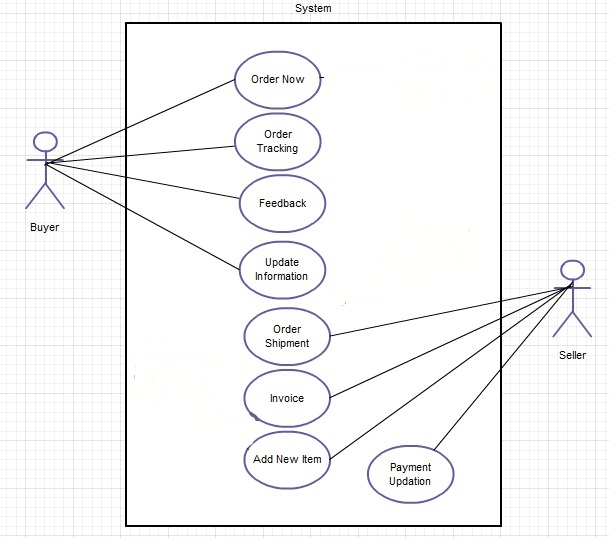 System
Order Now
Order
Tracking
Feedback
Buyer
Update
Information
Order
Shipment
Seller
Invoice
Add New Item
Payment
Updation